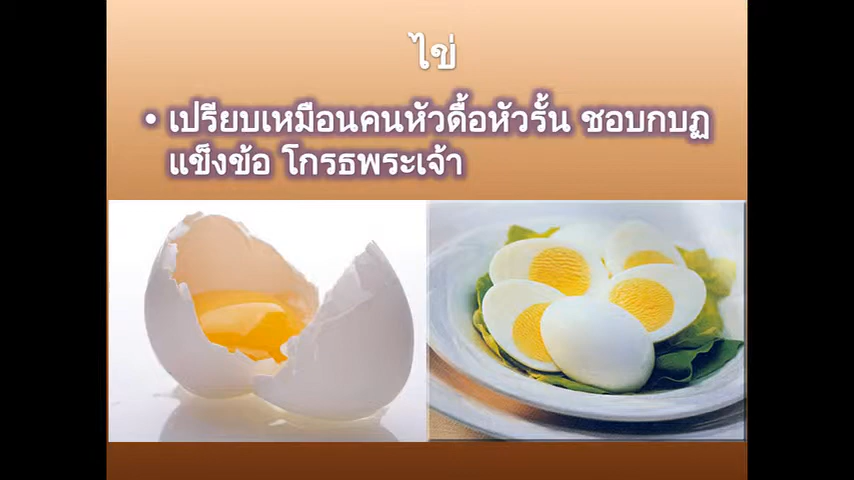 ไข่
• เปรียบเหมือนคนหัวดื้อหัวรั้น ชอบกบฏ
แข็งข้อ โกรธพระเจ้า